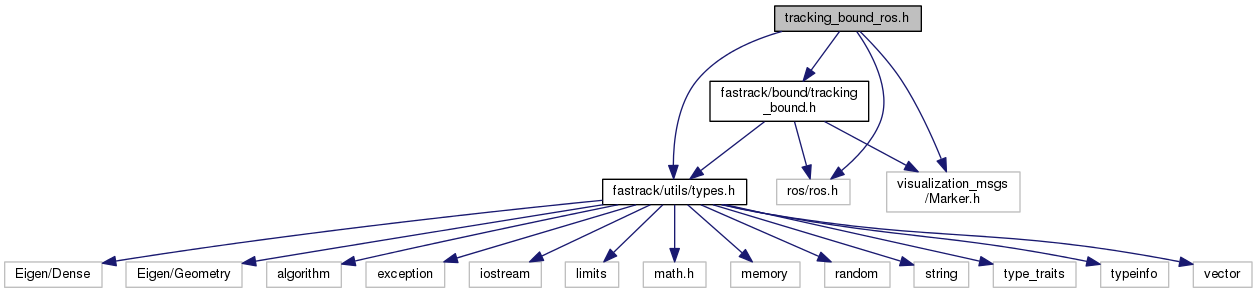 tracking_bound_ros.h
fastrack/bound/tracking
_bound.h
fastrack/utils/types.h
ros/ros.h
visualization_msgs
/Marker.h
Eigen/Dense
Eigen/Geometry
algorithm
exception
iostream
limits
math.h
memory
random
string
type_traits
typeinfo
vector